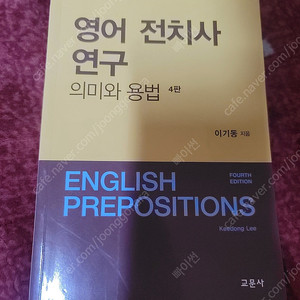 영어 전치사
연구
의미와 용법 4판
이기동 지음
ENGLISH
FOURTH
EDITION
PREPOSITIONS
Keedong Lee
교문사